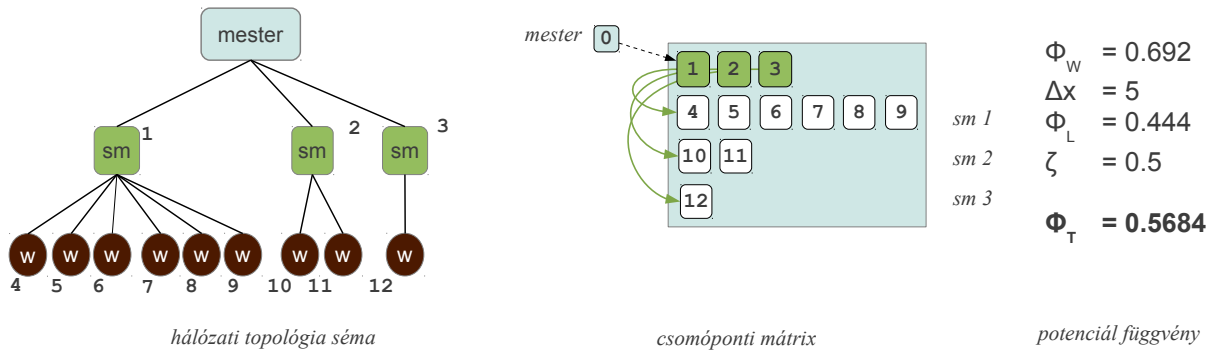 mester
1 2 3
sm sm sm
w w w w w w w w w
4 5 6 7 8 9 10 11 12
hálózati topológia séma
mester 0
1 2 3
4 5 6 7 8 9 sm 1
10 11 sm 2
12 sm 3
csomóponti mátrix
Φ_W = 0.692
Δx = 5
Φ_L = 0.444
ζ = 0.5
Φ_T = 0.5684
potenciál függvény